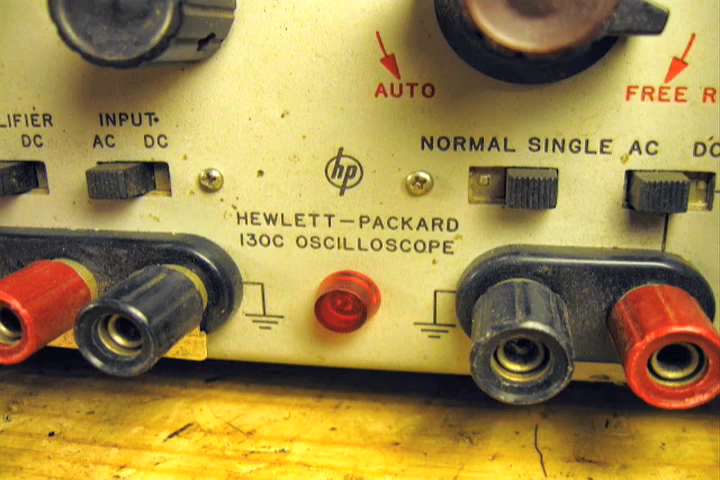 AUTO
FREE R
LIFIER
DC
INPUT
AC DC
NORMAL SINGLE AC DC
hp
HEWLETT-PACKARD
130C OSCILLOSCOPE